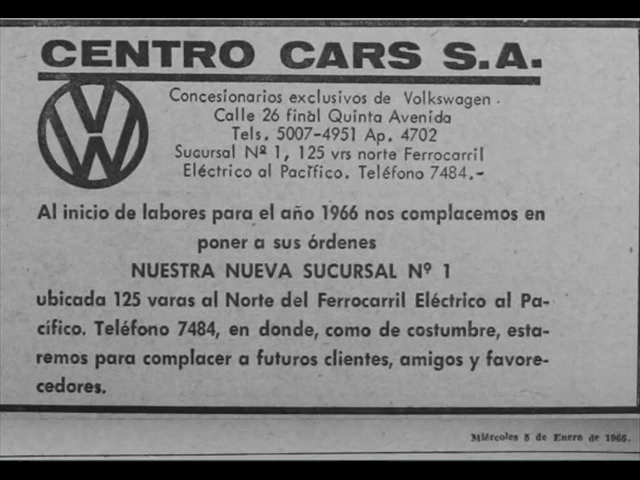 CENTRO CARS S.A.
VW
Concesionarios exclusivos de Volkswagen.
Calle 26 final Quinta Avenida
Tels. 5007-4951 Ap. 4702
Sucursal Nº 1, 125 vrs norte Ferrocarril
Eléctrico al Pacífico. Teléfono 7484.-
Al inicio de labores para el año 1966 nos complacemos en
poner a sus órdenes
NUESTRA NUEVA SUCURSAL Nº 1
ubicada 125 varas al Norte del Ferrocarril Eléctrico al Pa-
cífico. Teléfono 7484, en donde, como de costumbre, esta-
remos para complacer a futuros clientes, amigos y favore-
cedores.
Miércoles 5 de Enero de 1966.